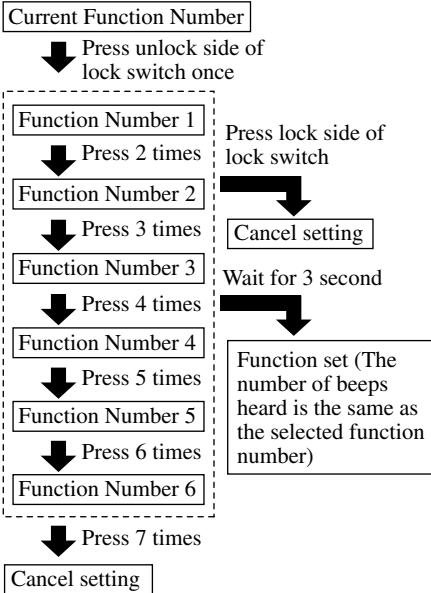 Current Function Number
Press unlock side of
lock switch once
Function Number 1
Press 2 times
Function Number 2
Press 3 times
Function Number 3
Press 4 times
Function Number 4
Press 5 times
Function Number 5
Press 6 times
Function Number 6
Press 7 times
Cancel setting
Press lock side of
lock switch
Cancel setting
Wait for 3 second
Function set (The
number of beeps
heard is the same as
the selected function
number)